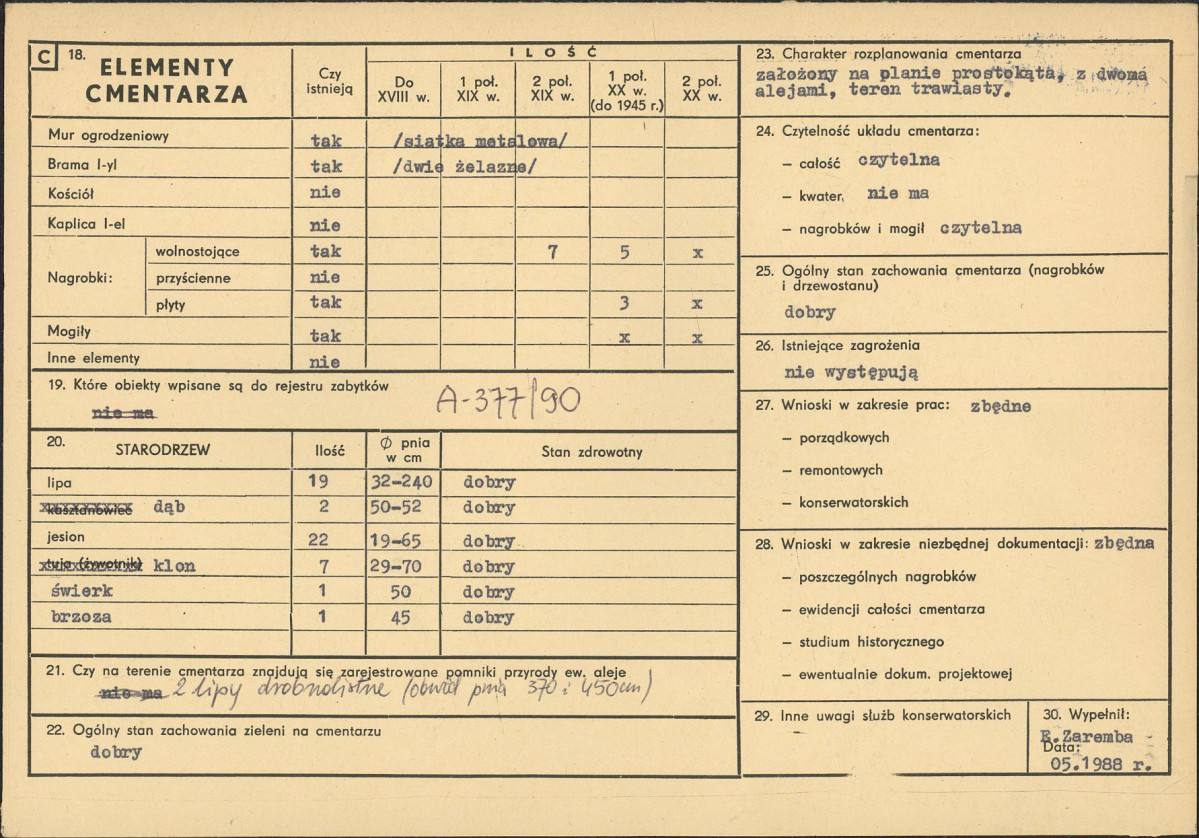 C 18. ELEMENTY
CMENTARZA
Czy
istnieją
ILOŚĆ
Do
XVIII w.
1 poł.
XIX w.
2 poł.
XIX w.
1 poł.
XX w.
(do 1945 r.)
2 poł.
XX w.
Mur ogrodzeniowy tak /siatka metalowa/
Brama I-yl tak /dwie żelazne/
Kościół nie
Kaplica I-el nie
Nagrobki:
wolnostojące tak 7 5 x
przyścienne nie
płyty tak 3 x
Mogiły tak x x
Inne elementy nie
19. Które obiekty wpisane są do rejestru zabytków
nie ma A-377/90
20. STARODRZEW Ilość Ø pnia
w cm Stan zdrowotny
lipa 19 32-240 dobry
kasztanowiec dąb 2 50-52 dobry
jesion 22 19-65 dobry
tuja (żywotnik) klon 7 29-70 dobry
świerk 1 50 dobry
brzoza 1 45 dobry
21. Czy na terenie cmentarza znajdują się zarejestrowane pomniki przyrody ew. aleje
nie ma 2 lipy drobnolistne (obwód pnia 370 i 450cm)
22. Ogólny stan zachowania zieleni na cmentarzu
dobry
23. Charakter rozplanowania cmentarza
założony na planie prostokąta, z dwoma
alejami, teren trawiasty.
24. Czytelność układu cmentarza:
– całość czytelna
– kwater, nie ma
– nagrobków i mogił czytelna
25. Ogólny stan zachowania cmentarza (nagrobków
i drzewostanu)
dobry
26. Istniejące zagrożenia
nie występują
27. Wnioski w zakresie prac: zbędne
– porządkowych
– remontowych
– konserwatorskich
28. Wnioski w zakresie niezbędnej dokumentacji: zbędna
– poszczególnych nagrobków
– ewidencji całości cmentarza
– studium historycznego
– ewentualnie dokum. projektowej
29. Inne uwagi służb konserwatorskich
30. Wypełnił:
E.Zaremba
Data:
05.1988 r.